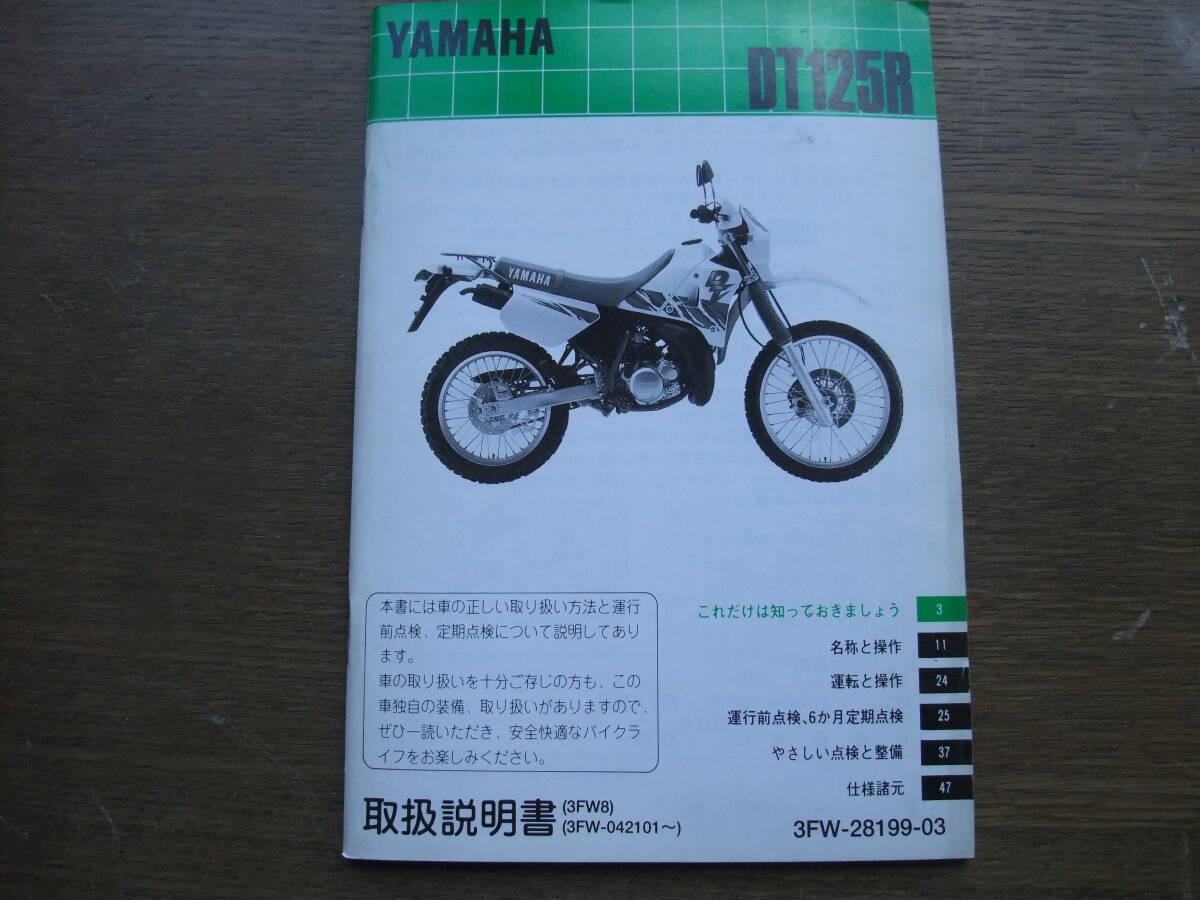 YAMAHA
DT125R
YAMAHA
DT
本書には車の正しい取り扱い方法と運行
前点検、定期点検について説明してあり
ます。
車の取り扱いを十分ご存じの方も、この
車独自の装備、取り扱いがありますので、
ぜひ一読いただき、安全快適なバイクラ
イフをお楽しみください。
これだけは知っておきましょう 3
名称と操作 11
運転と操作 24
運行前点検、6か月定期点検 25
やさしい点検と整備 37
仕様諸元 47
取扱説明書 (3FW8)
(3FW-042101～)
3FW-28199-03